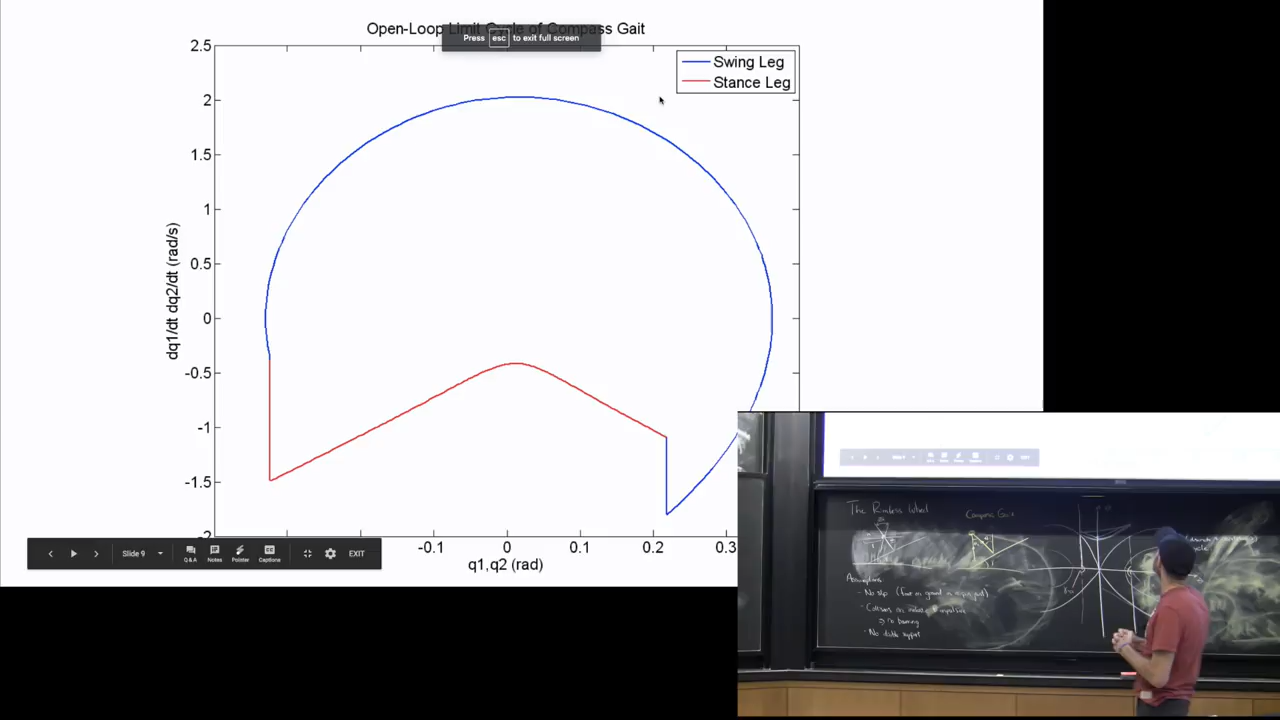 Open-Loop Limit Cycle of Compass Gait
Press esc to exit full screen
Swing Leg
Stance Leg
2.5
2
1.5
1
0.5
0
-0.5
-1
-1.5
-2
dq1/dt dq2/dt (rad/s)
-0.1
0
0.1
0.2
0.3
q1,q2 (rad)
Slide 9
Q&A
Notes
Pointer
Captions
EXIT
The Rimless Wheel
Compass Gait
Assumptions
- No slip
- Collisions
⇒ no bouncing
- No double support